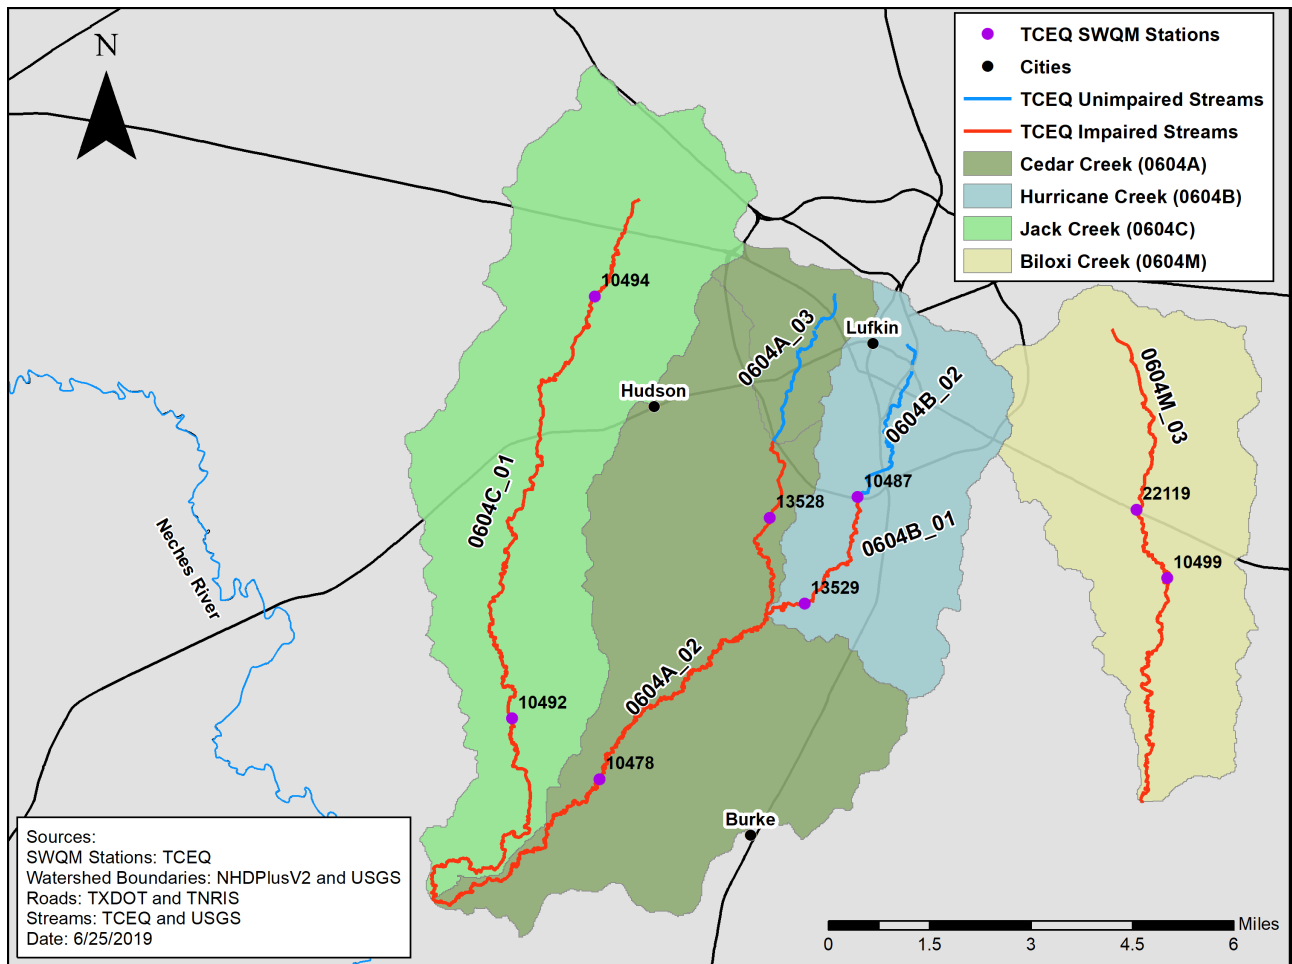 N
TCEQ SWQM Stations
Cities
TCEQ Unimpaired Streams
TCEQ Impaired Streams
Cedar Creek (0604A)
Hurricane Creek (0604B)
Jack Creek (0604C)
Biloxi Creek (0604M)
10494
0604A_03
Lufkin
0604M_03
Hudson
0604B_02
0604C_01
10487
22119
13528
0604B_01
Neches River
10499
13529
0604A_02
10492
10478
Burke
Sources:
SWQM Stations: TCEQ
Watershed Boundaries: NHDPlusV2 and USGS
Roads: TXDOT and TNRIS
Streams: TCEQ and USGS
Date: 6/25/2019
Miles
0 1.5 3 4.5 6